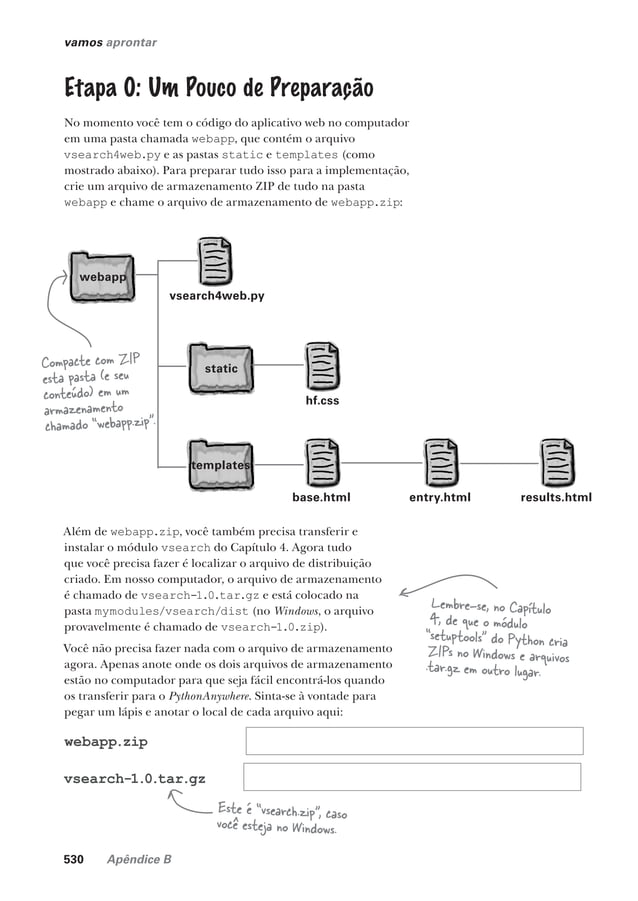 vamos aprontar
Etapa 0: Um Pouco de Preparação
No momento você tem o código do aplicativo web no computador
em uma pasta chamada webapp, que contém o arquivo
vsearch4web.py e as pastas static e templates (como
mostrado abaixo). Para preparar tudo isso para a implementação,
crie um arquivo de armazenamento ZIP de tudo na pasta
webapp e chame o arquivo de armazenamento de webapp.zip:
webapp
vsearch4web.py
Compacte com ZIP
esta pasta (e seu
conteúdo) em um
armazenamento
chamado "webapp.zip".
static
hf.css
templates
base.html
entry.html
results.html
Além de webapp.zip, você também precisa transferir e
instalar o módulo vsearch do Capítulo 4. Agora tudo
que você precisa fazer é localizar o arquivo de distribuição
criado. Em nosso computador, o arquivo de armazenamento
é chamado de vsearch-1.0.tar.gz e está colocado na
pasta mymodules/vsearch/dist (no Windows, o arquivo
provavelmente é chamado de vsearch-1.0.zip).
Lembre-se, no Capítulo
4, de que o módulo
"setuptools" do Python cria
ZIPs no Windows e arquivos
.tar.gz em outro lugar.
Você não precisa fazer nada com o arquivo de armazenamento
agora. Apenas anote onde os dois arquivos de armazenamento
estão no computador para que seja fácil encontrá-los quando
os transferir para o PythonAnywhere. Sinta-se à vontade para
pegar um lápis e anotar o local de cada arquivo aqui:
webapp.zip
vsearch-1.0.tar.gz
Este é "vsearch.zip", caso
você esteja no Windows.
530 Apêndice B